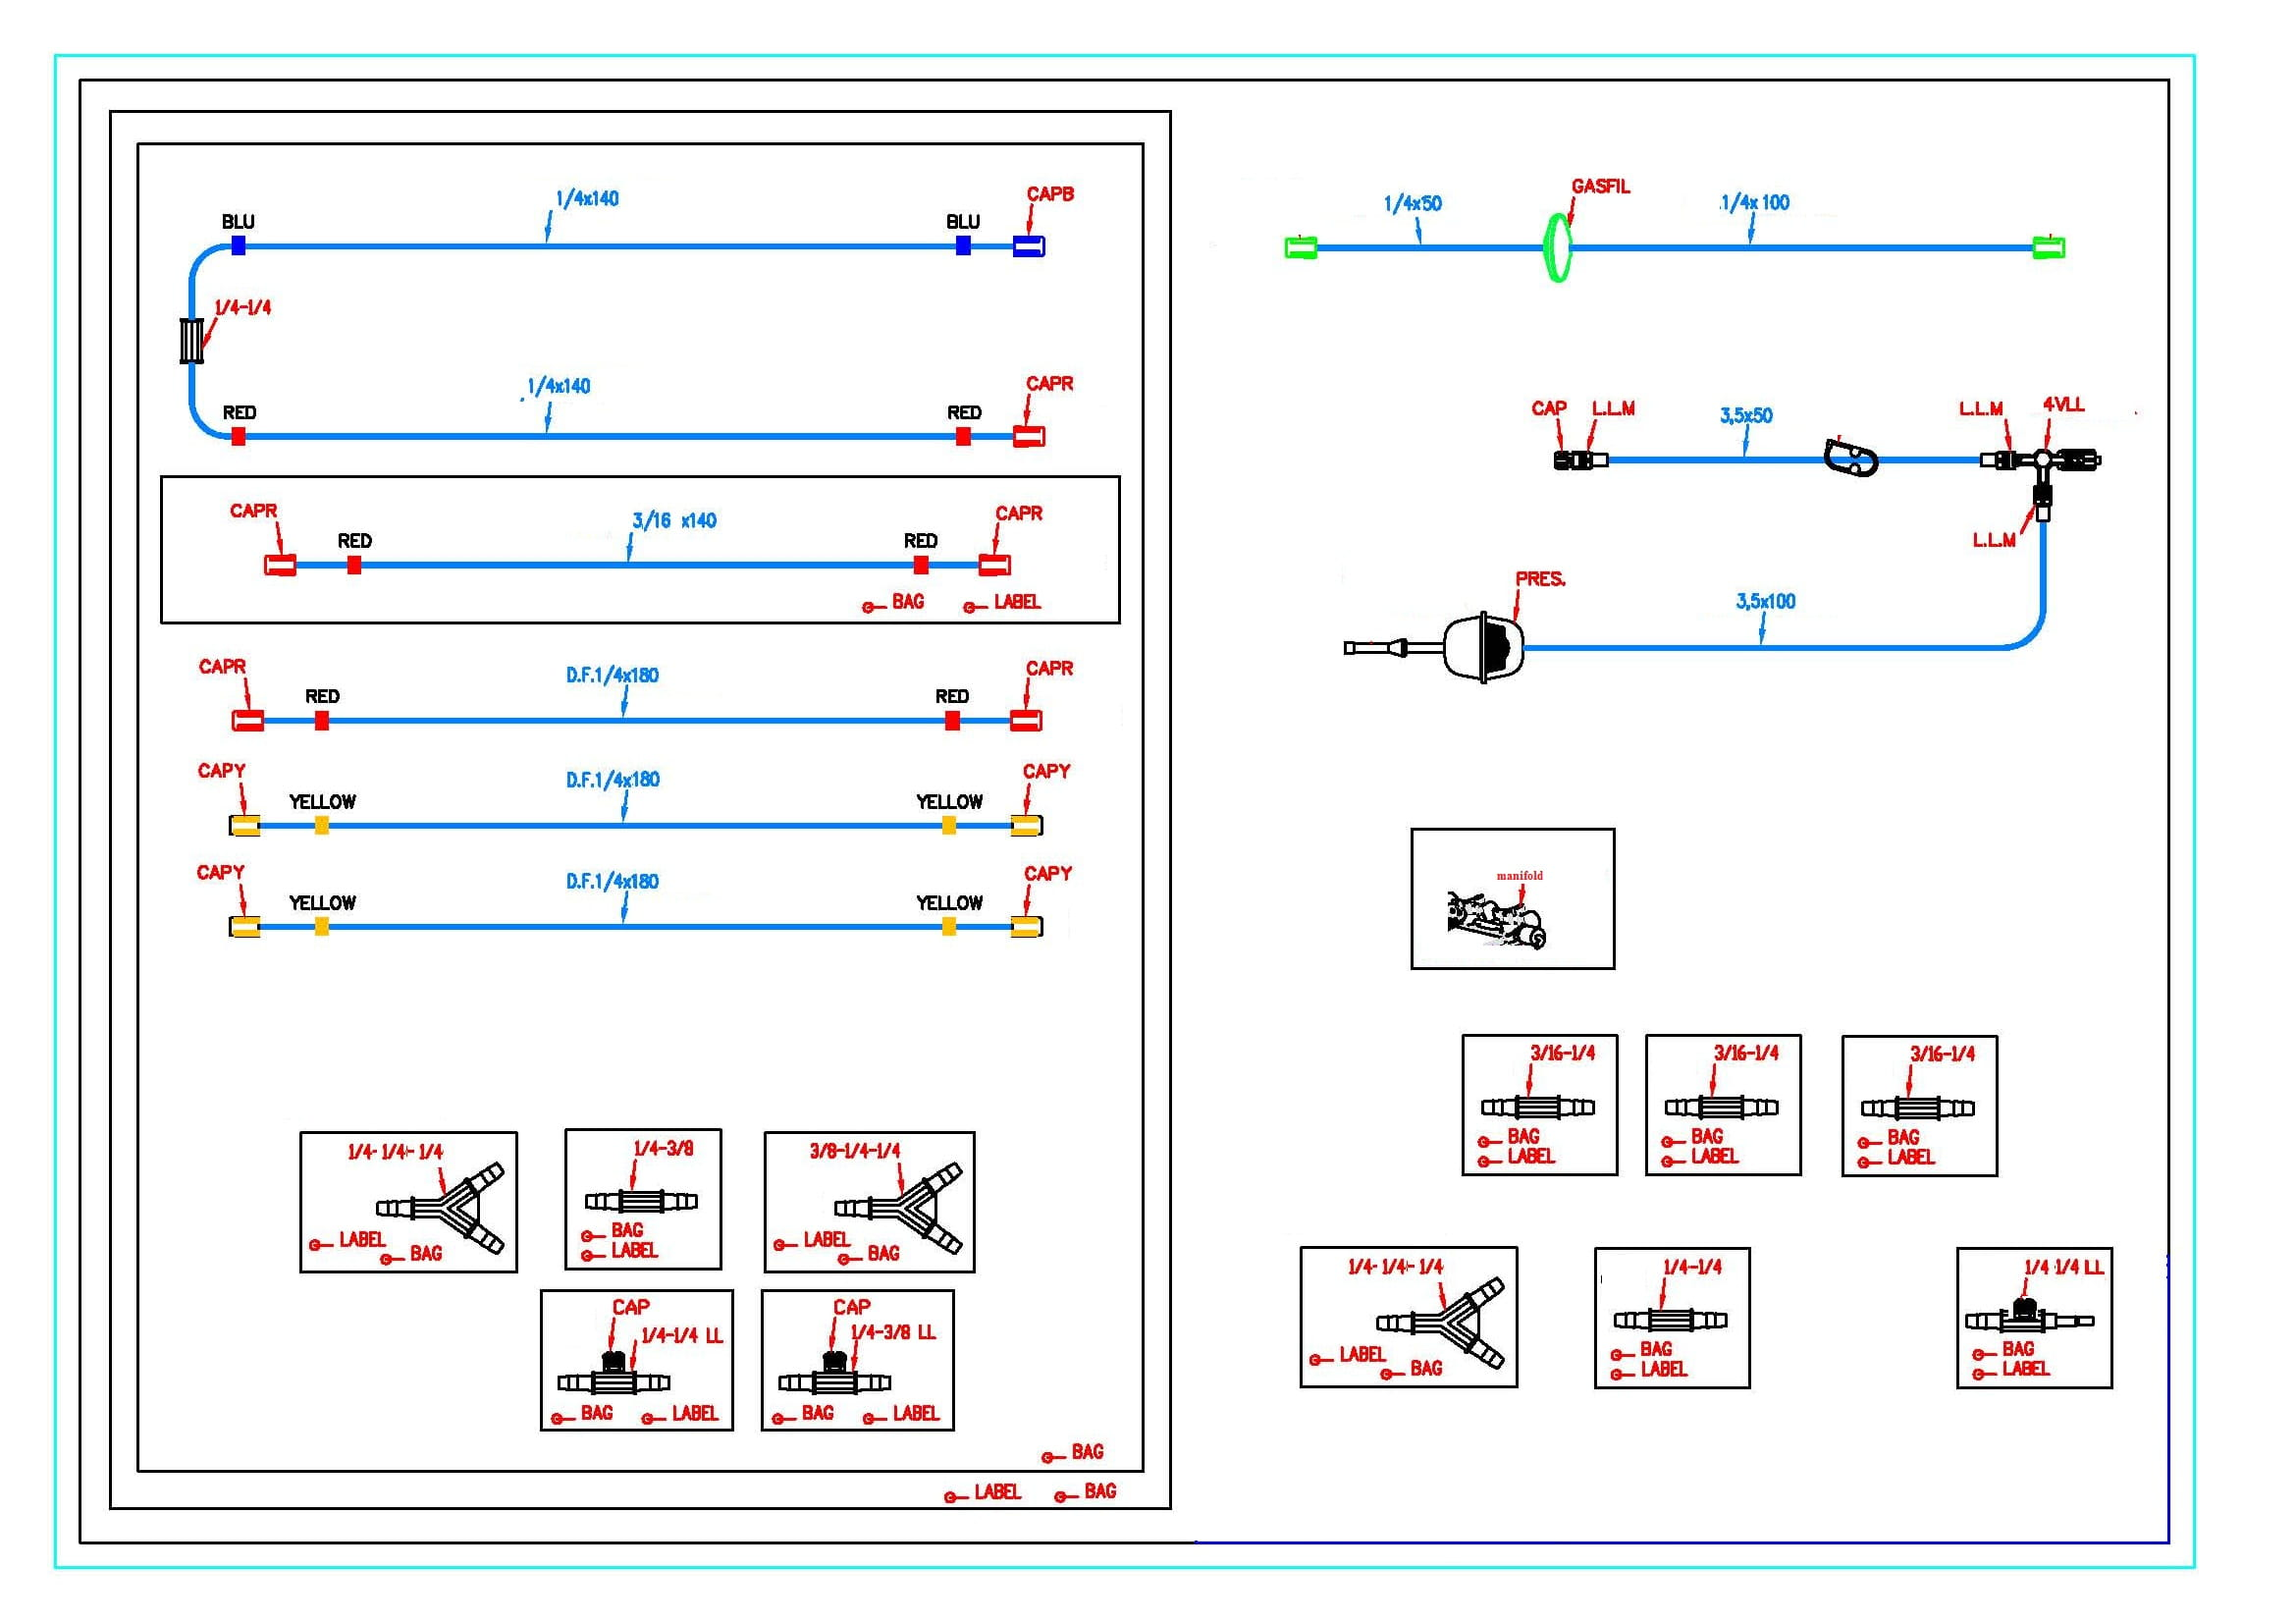 1/4x140
CAPB
BLU
BLU
1/4-1/4
1/4x140
CAPR
RED
RED
CAPR
3/16 x140
CAPR
RED
RED
BAG
LABEL
CAPR
D.F.1/4x180
CAPR
RED
RED
CAPY
D.F.1/4x180
CAPY
YELLOW
YELLOW
CAPY
D.F.1/4x180
CAPY
YELLOW
YELLOW
1/4-1/4-1/4
LABEL
BAG
1/4-3/8
BAG
LABEL
3/8-1/4-1/4
LABEL
BAG
CAP
1/4-1/4 LL
BAG
LABEL
CAP
1/4-3/8 LL
BAG
LABEL
BAG
LABEL
BAG
GASFIL
1/4x50
1/4x100
CAP
L.L.M
3,5x50
L.L.M
4VLL
L.L.M
PRES.
3,5x100
manifold
3/16-1/4
BAG
LABEL
3/16-1/4
BAG
LABEL
3/16-1/4
BAG
LABEL
1/4-1/4-1/4
LABEL
BAG
1/4-1/4
BAG
LABEL
1/4 1/4 LL
BAG
LABEL